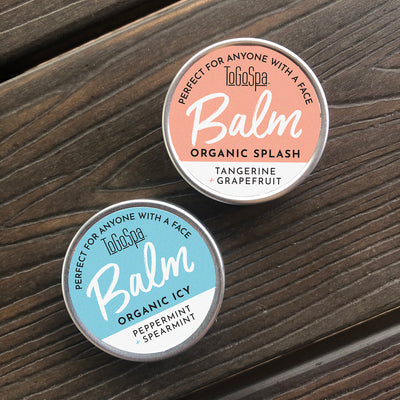 PERFECT FOR ANYONE WITH A FACE
ToGoSpa
Balm
ORGANIC SPLASH
TANGERINE
+ GRAPEFRUIT
PERFECT FOR ANYONE WITH A FACE
ToGoSpa
Balm
ORGANIC ICY
PEPPERMINT
+ SPEARMINT